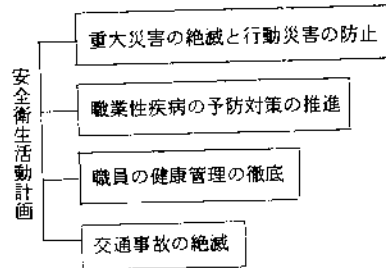 安全衛生活動計画
重大災害の絶滅と行動災害の防止
職業性疾病の予防対策の推進
職員の健康管理の徹底
交通事故の絶滅